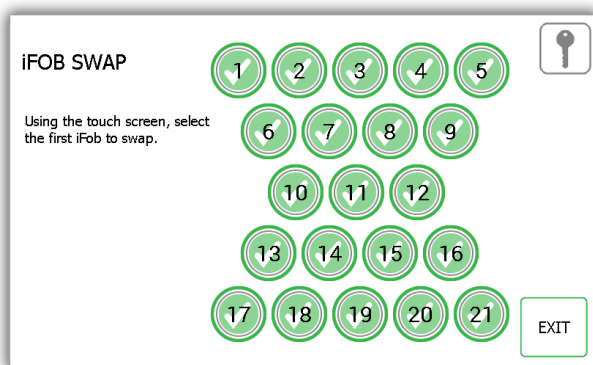 iFOB SWAP
Using the touch screen, select
the first iFob to swap.
1 2 3 4 5
6 7 8 9
10 11 12
13 14 15 16
17 18 19 20 21
EXIT